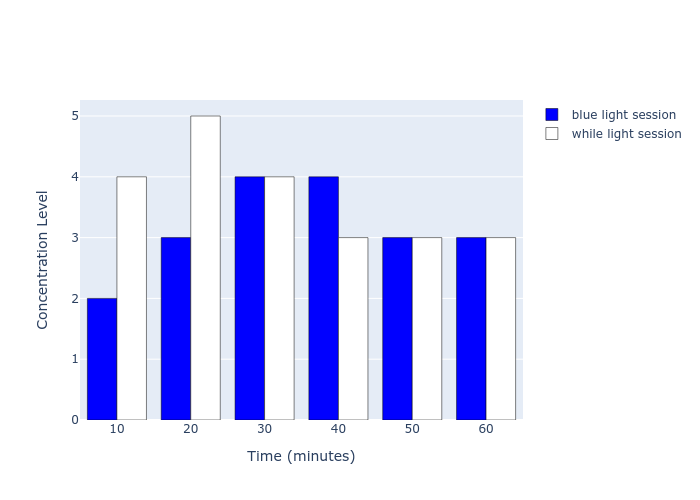 blue light session
while light session
5
4
3
2
1
0
Concentration Level
10 20 30 40 50 60
Time (minutes)